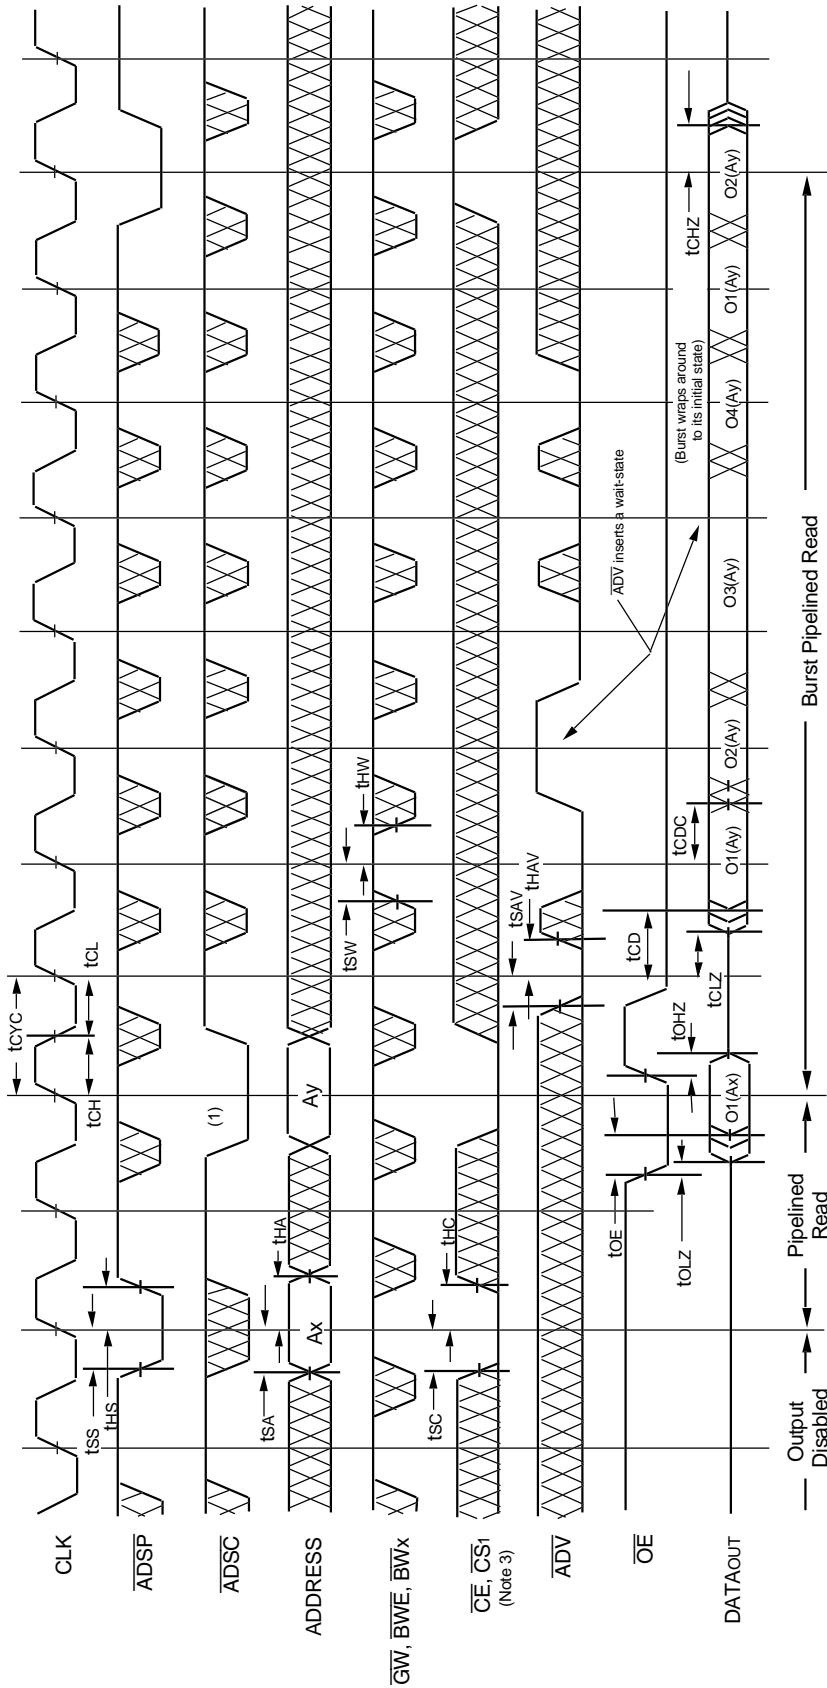 CLK
tCYC
tCH
tCL
tSS
tHS
ADSP
ADSC
(1)
tSA
tHA
ADDRESS
Ax
Ay
tSW
tHW
GW, BWE, BWx
tSC
tHC
CE, CS1
(Note 3)
tSAV
tHAV
ADV
ADV inserts a wait-state
OE
tOE
tOHZ
tCD
tOLZ
tCLZ
tCDC
tCHZ
(Burst wraps around
to its initial state)
DATAOUT
O1(Ax)
O1(Ay)
O2(Ay)
O3(Ay)
O4(Ay)
O1(Ay)
O2(Ay)
Output
Disabled
Pipelined
Read
Burst Pipelined Read